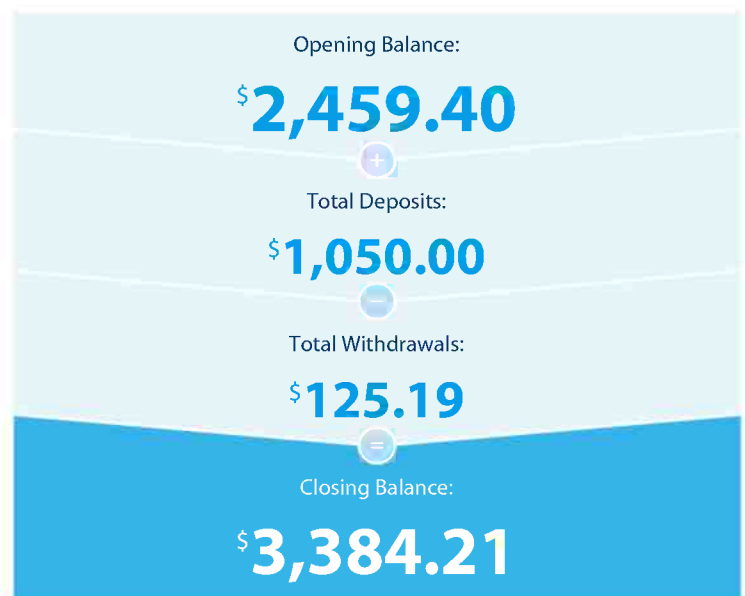 Opening Balance:
$2,459.40
+
Total Deposits:
$1,050.00
−
Total Withdrawals:
$125.19
=
Closing Balance:
$3,384.21